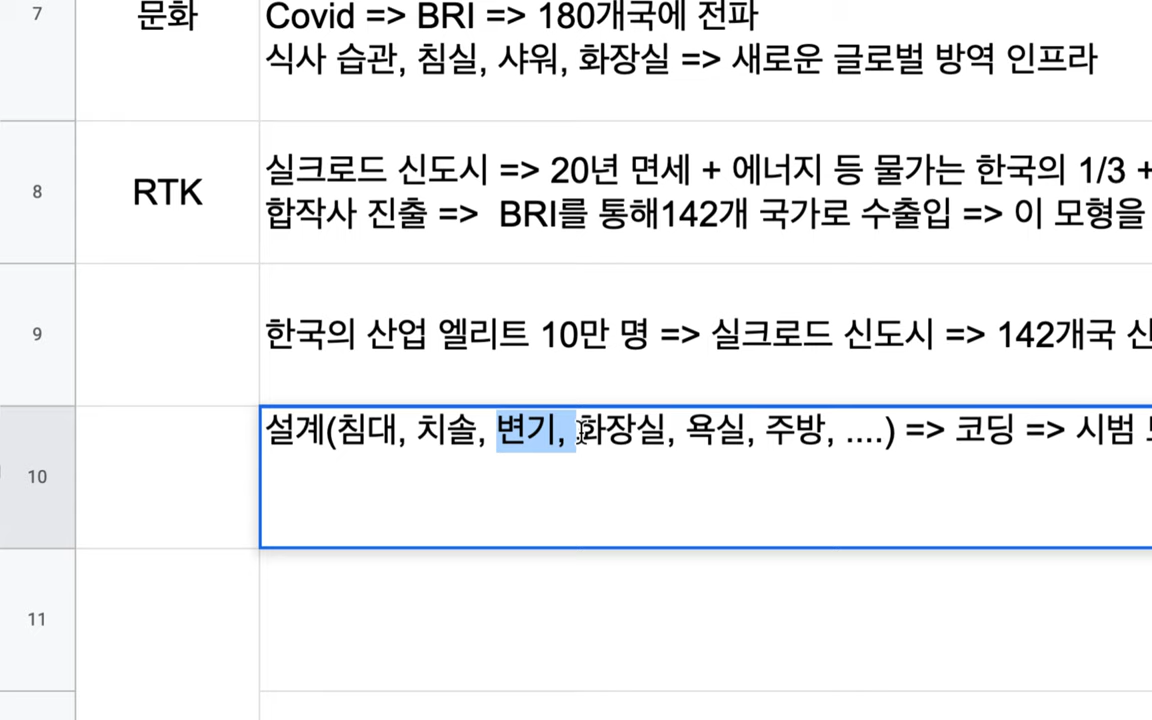 7
문화
Covid => BRI => 180개국에 전파
식사 습관, 침실, 샤워, 화장실 => 새로운 글로벌 방역 인프라
8
RTK
실크로드 신도시 => 20년 면세 + 에너지 등 물가는 한국의 1/3 +
합작사 진출 => BRI를 통해142개 국가로 수출입 => 이 모형을
9
한국의 산업 엘리트 10만 명 => 실크로드 신도시 => 142개국
10
설계(침대, 치솔, 변기, 화장실, 욕실, 주방, ....) => 코딩 => 시범
11